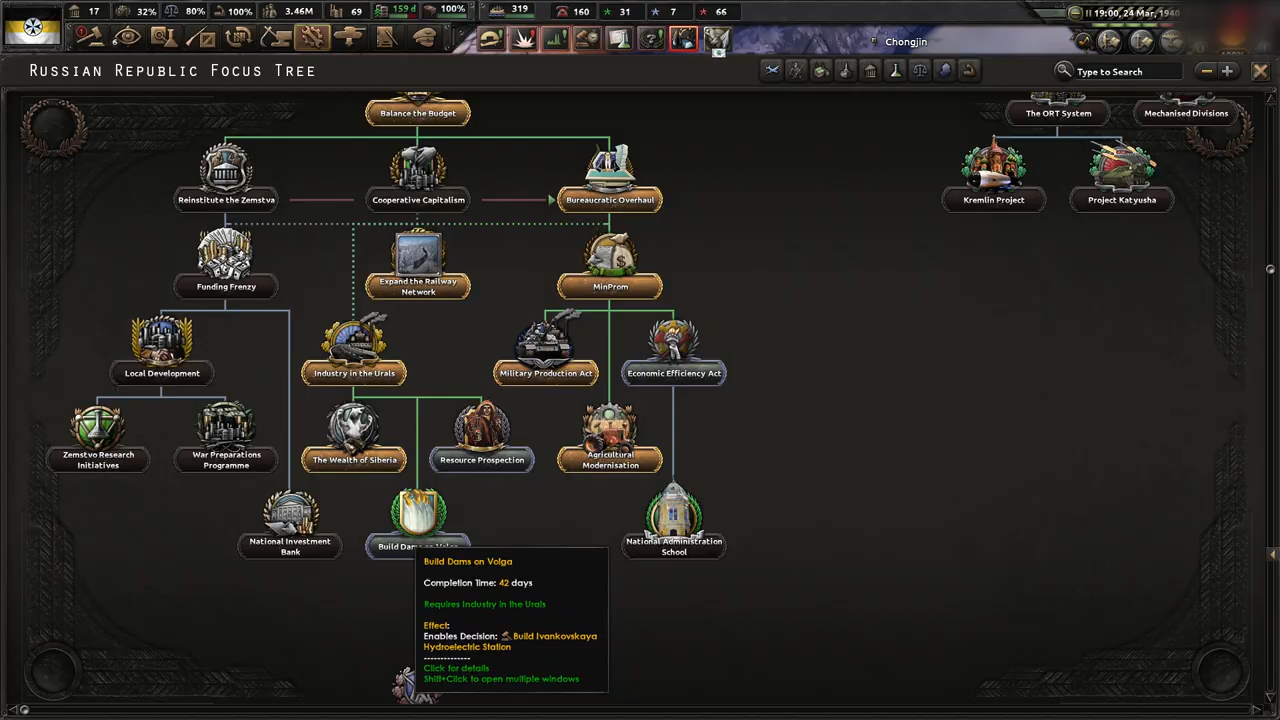 17 32% 80% 100% 3.46M 69 159 d 100% 319 160 31 7 66 19:00, 24 Mar, 1940
Chongjin
Russian Republic Focus Tree
Type to Search
Balance the Budget
The ORT System
Mechanised Divisions
Reinstitute the Zemstva
Cooperative Capitalism
Bureaucratic Overhaul
Kremlin Project
Project Katyusha
Funding Frenzy
Expand the Railway
Network
MinProm
Local Development
Industry in the Urals
Military Production Act
Economic Efficiency Act
Zemstvo Research
Initiatives
War Preparations
Programme
The Wealth of Siberia
Resource Prospection
Agricultural
Modernisation
National Investment
Bank
Build Dams on Volga
National Administration
School
Build Dams on Volga
Completion Time: 42 days
Requires Industry in the Urals
Effect:
Enables Decision: Build Ivankovskaya
Hydroelectric Station
--------------
Click for details
Shift+Click to open multiple windows